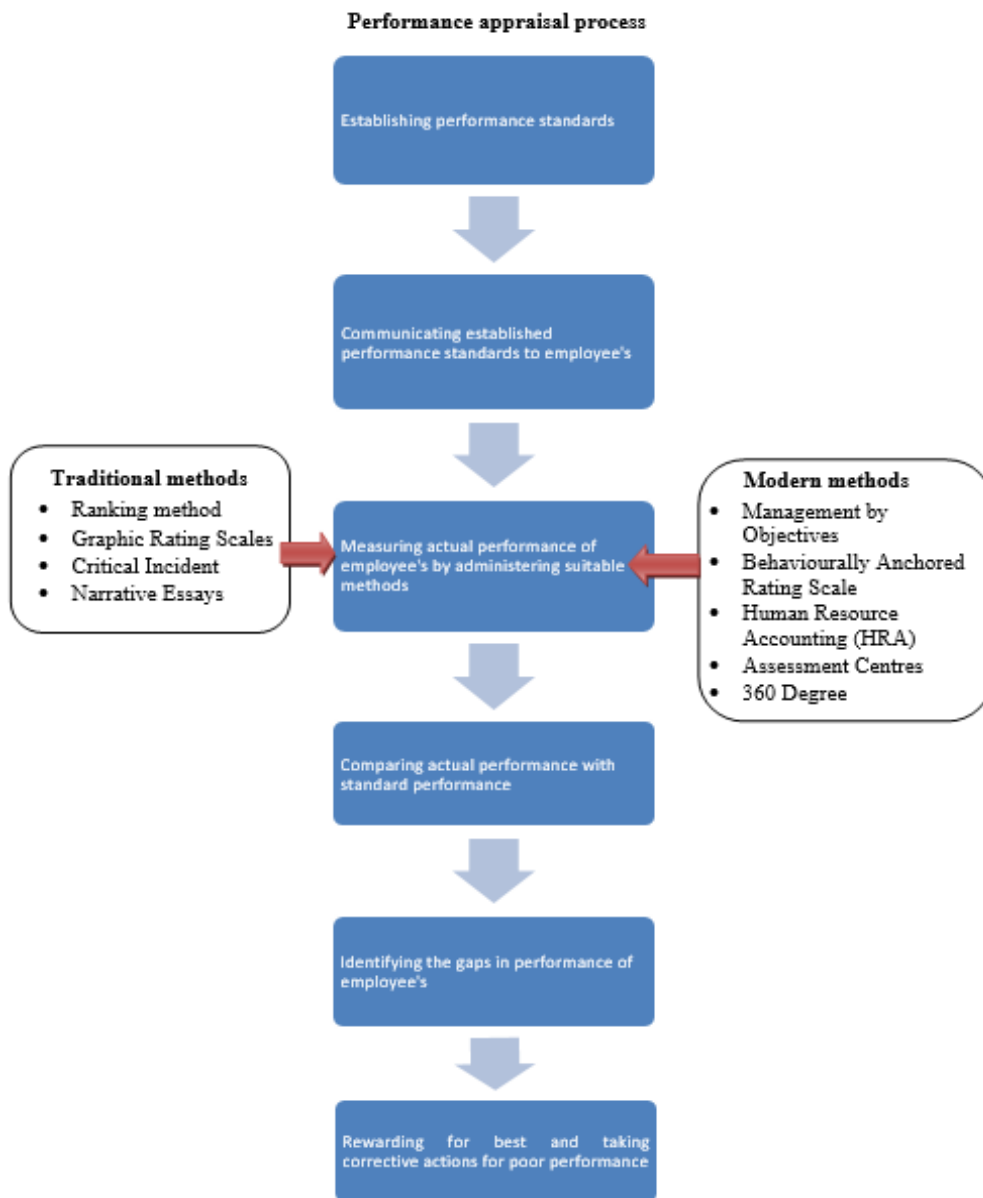 Performance appraisal process
Establishing performance standards
Communicating established
performance standards to employee's
Traditional methods
• Ranking method
• Graphic Rating Scales
• Critical Incident
• Narrative Essays
Measuring actual performance of
employee's by administering suitable
methods
Modern methods
• Management by
Objectives
• Behaviourally Anchored
Rating Scale
• Human Resource
Accounting (HRA)
• Assessment Centres
• 360 Degree
Comparing actual performance with
standard performance
Identifying the gaps in performance of
employee's
Rewarding for best and taking
corrective actions for poor performance